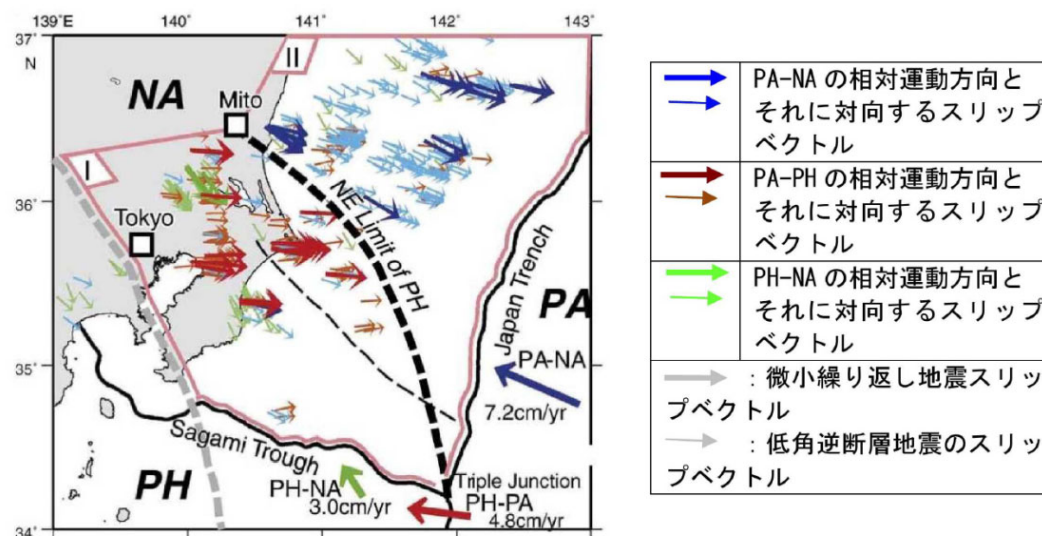 139°E
140°
141°
142°
143°
37°
N
36°
35°
34°
NA
Mito
II
I
Tokyo
NE Limit of PH
Japan Trench
PA
PA-NA
7.2cm/yr
Sagami Trough
PH
PH-NA
3.0cm/yr
Triple Junction
PH-PA
4.8cm/yr
PA-NA の相対運動方向と
それに対向するスリップ
ベクトル
PA-PH の相対運動方向と
それに対向するスリップ
ベクトル
PH-NA の相対運動方向と
それに対向するスリップ
ベクトル
：微小繰り返し地震スリッ
プベクトル
：低角逆断層地震のスリッ
プベクトル